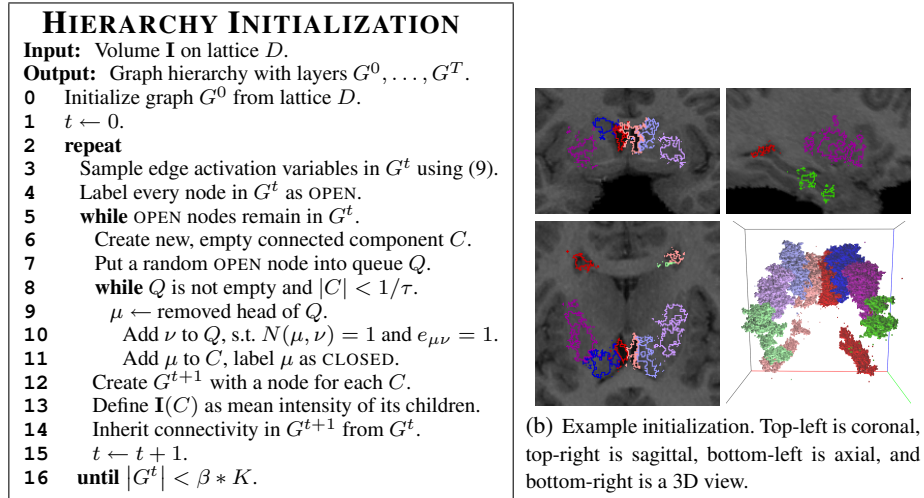 HIERARCHY INITIALIZATION
Input: Volume I on lattice D.
Output: Graph hierarchy with layers G^0, . . . , G^T.
0 Initialize graph G^0 from lattice D.
1 t ← 0.
2 repeat
3 Sample edge activation variables in G^t using (9).
4 Label every node in G^t as OPEN.
5 while OPEN nodes remain in G^t.
6 Create new, empty connected component C.
7 Put a random OPEN node into queue Q.
8 while Q is not empty and |C| < 1/τ.
9 μ ← removed head of Q.
10 Add ν to Q, s.t. N(μ, ν) = 1 and e_{μν} = 1.
11 Add μ to C, label μ as CLOSED.
12 Create G^{t+1} with a node for each C.
13 Define I(C) as mean intensity of its children.
14 Inherit connectivity in G^{t+1} from G^t.
15 t ← t + 1.
16 until |G^t| < β ∗ K.
(b) Example initialization. Top-left is coronal,
top-right is sagittal, bottom-left is axial, and
bottom-right is a 3D view.